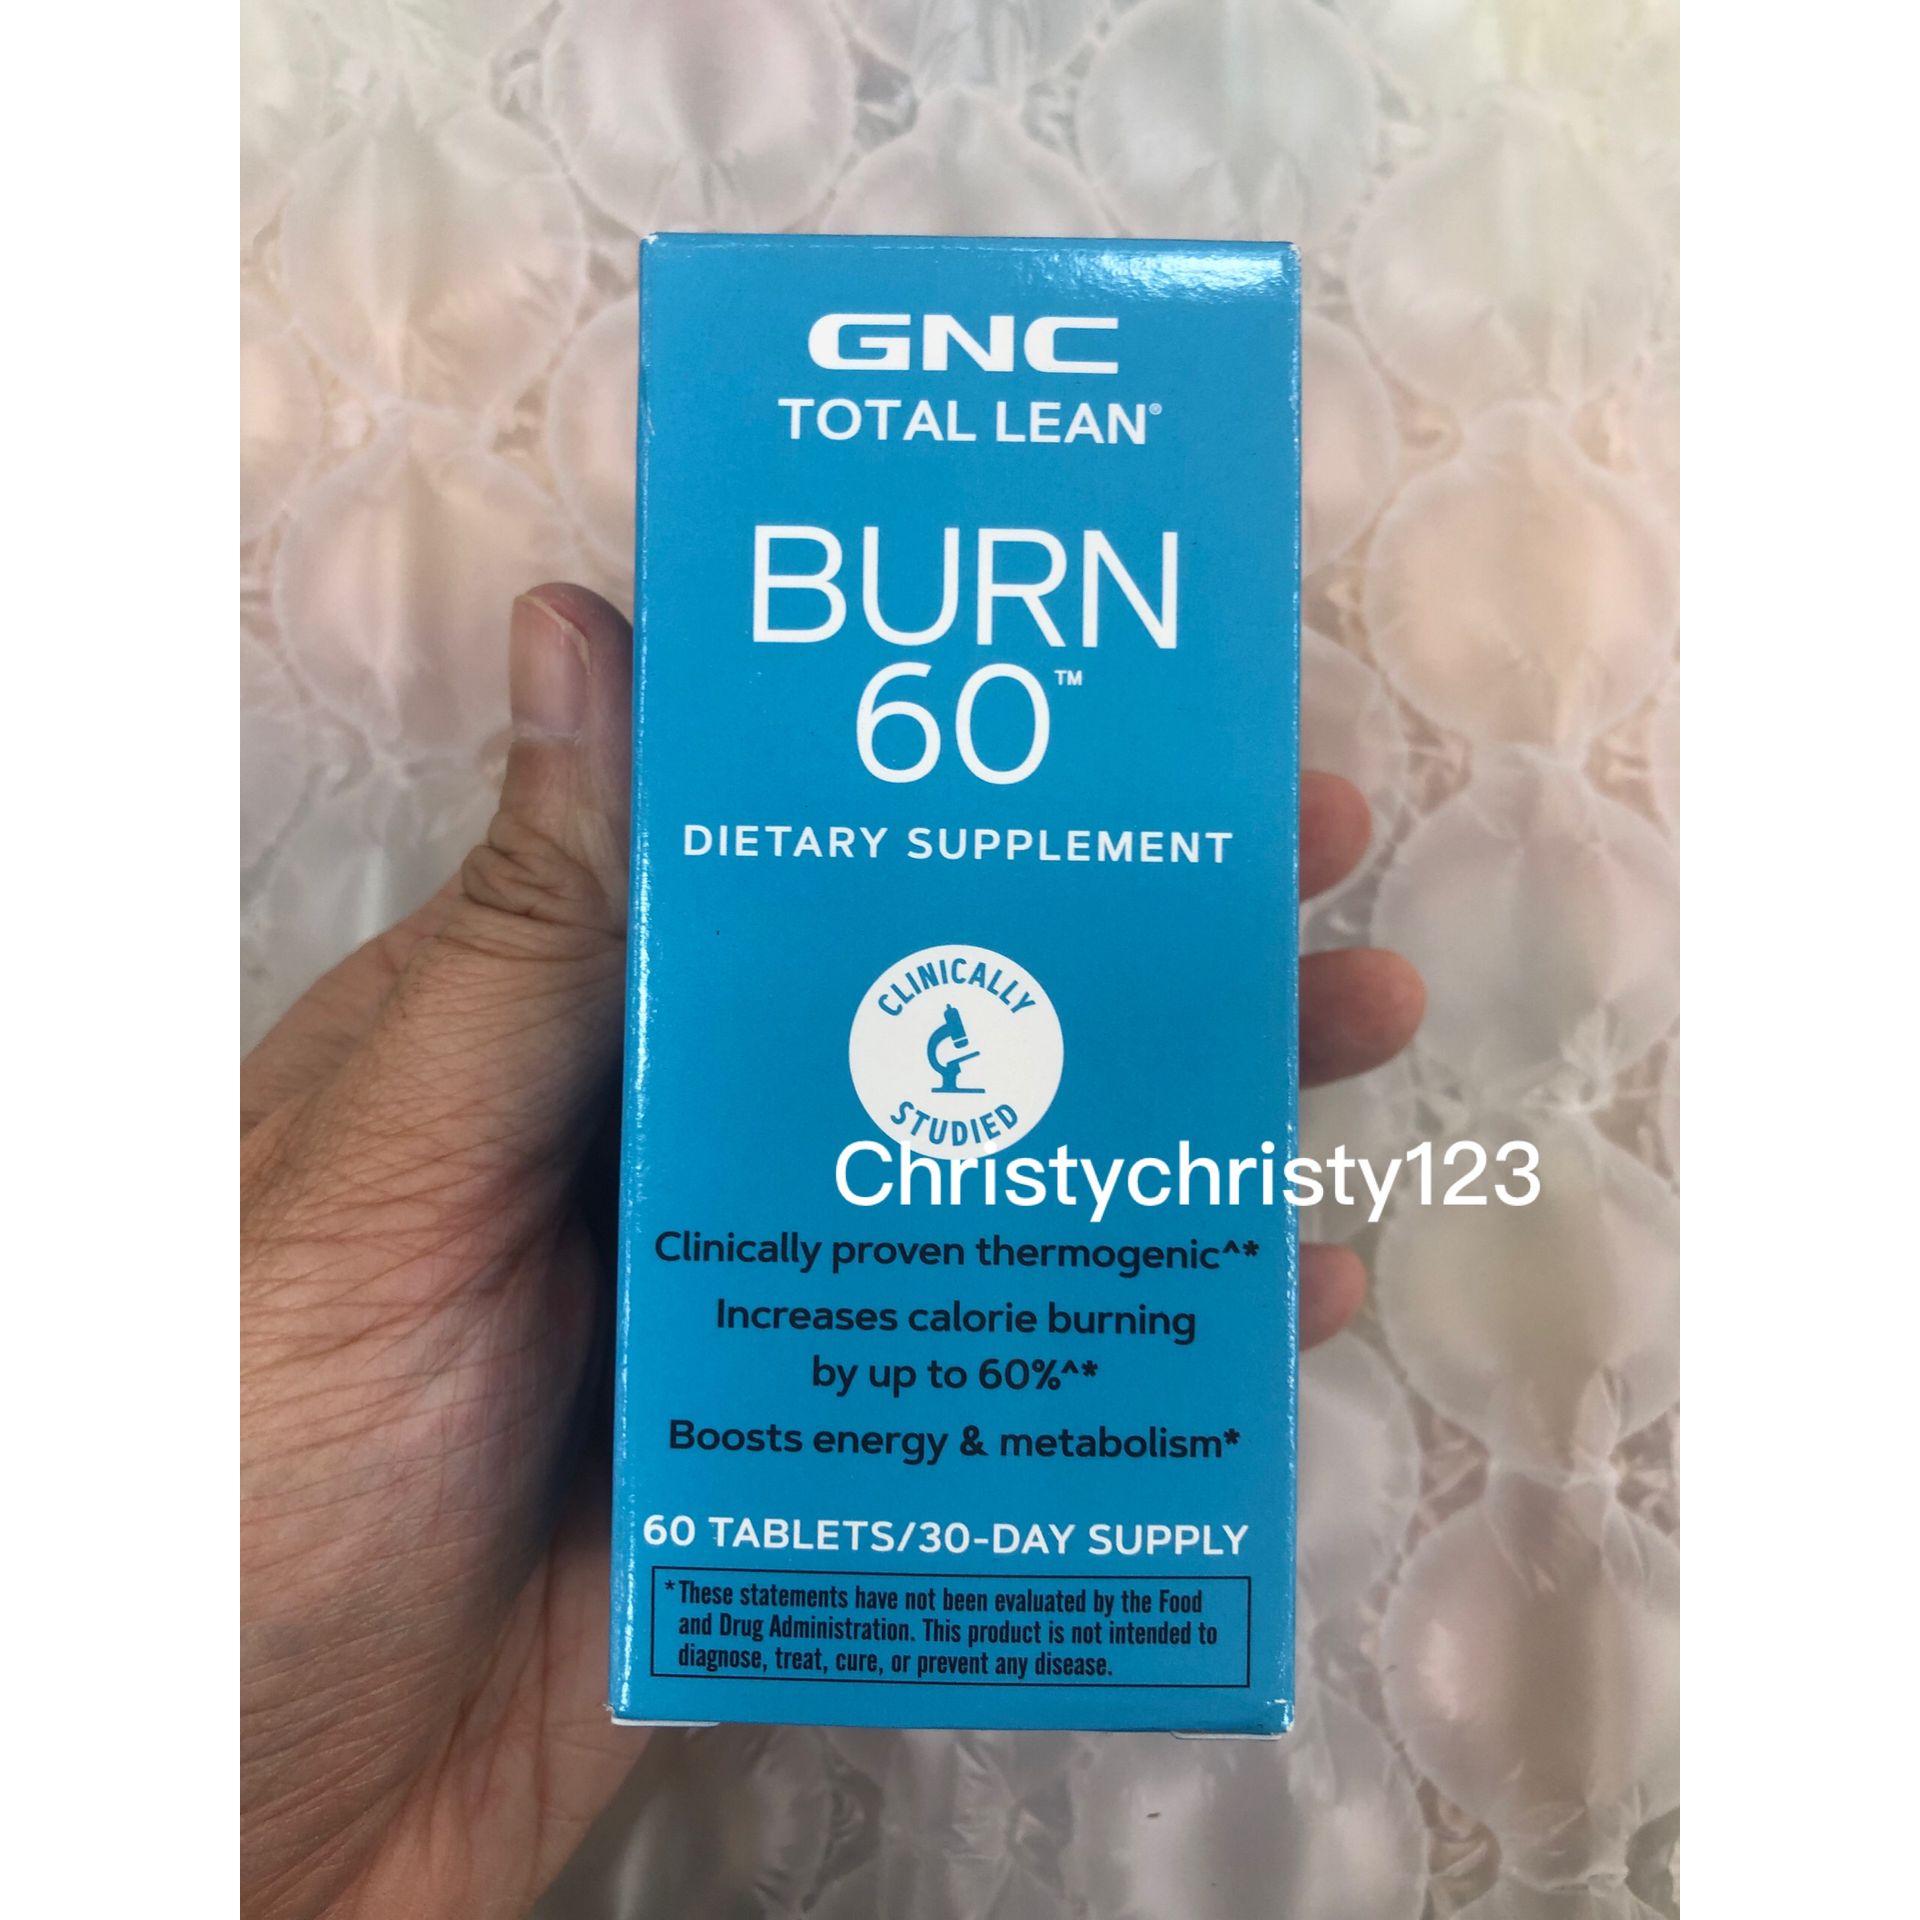 GNC
TOTAL LEAN®
BURN
60™
DIETARY SUPPLEMENT
CLINICALLY
STUDIED
Christychristy123
Clinically proven thermogenic^*
Increases calorie burning
by up to 60%^*
Boosts energy & metabolism*
60 TABLETS/30-DAY SUPPLY
*These statements have not been evaluated by the Food
and Drug Administration. This product is not intended to
diagnose, treat, cure, or prevent any disease.